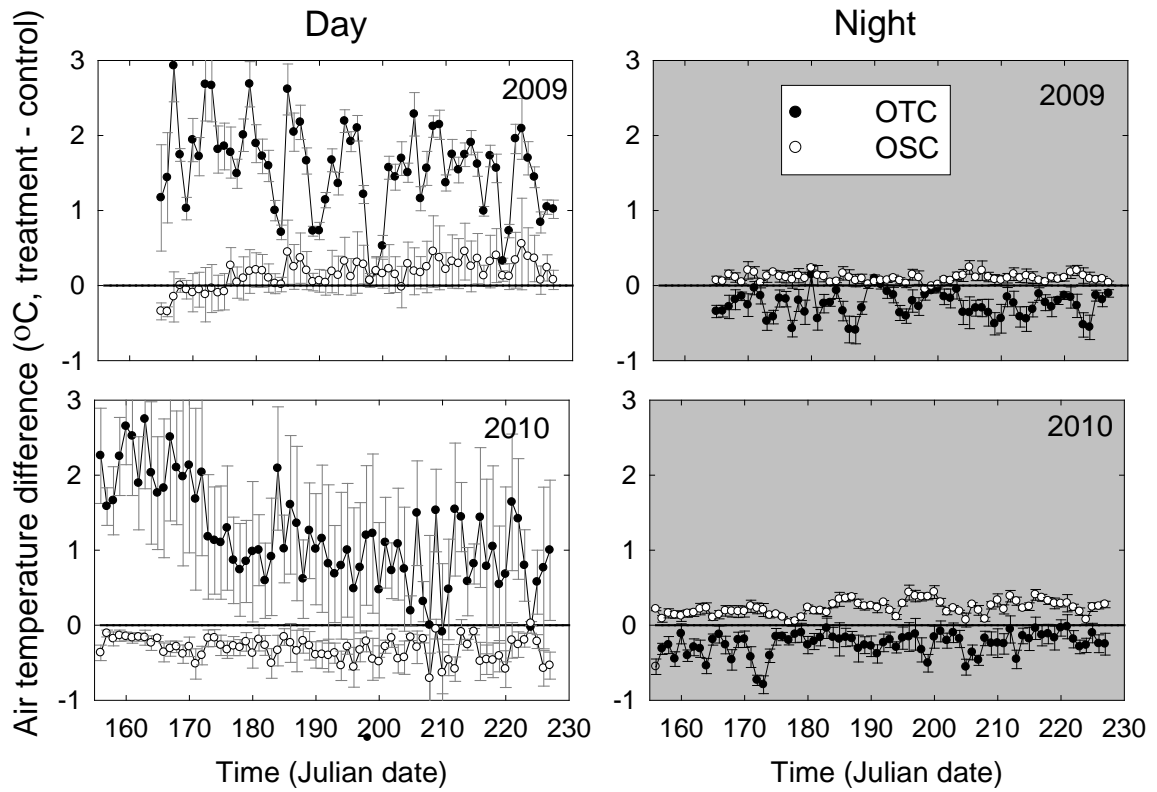 Day
Night
Air temperature difference (ºC, treatment - control)
3
2
1
0
-1
2009
2009
OTC
OSC
3
2
1
0
-1
3
2
1
0
-1
2010
160 170 180 190 200 210 220 230
Time (Julian date)
3
2
1
0
-1
2010
160 170 180 190 200 210 220 230
Time (Julian date)